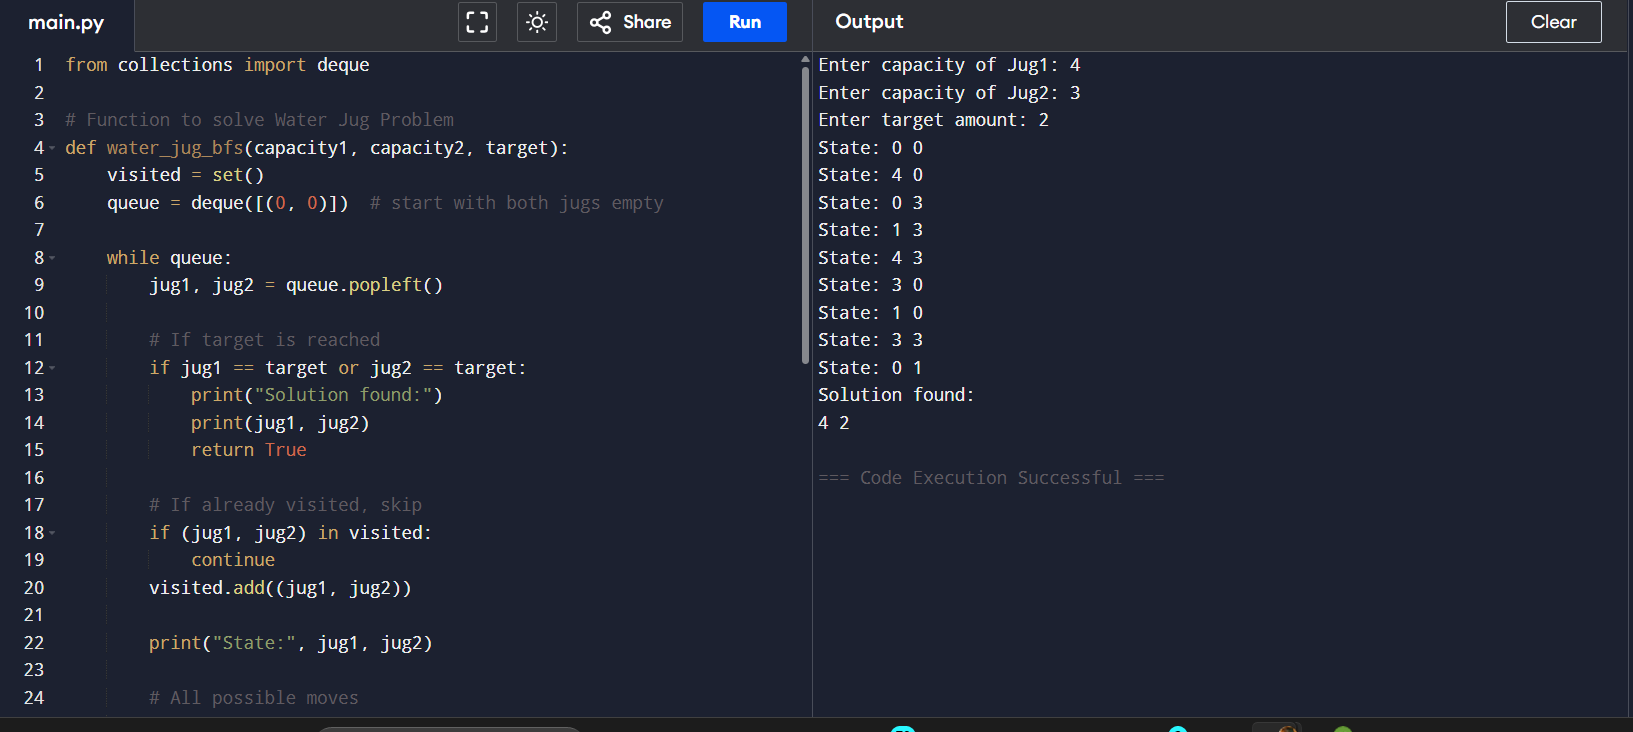 main.py
Share
Run
Output
Clear
1 from collections import deque
2
3 # Function to solve Water Jug Problem
4 def water_jug_bfs(capacity1, capacity2, target):
5     visited = set()
6     queue = deque([(0, 0)])  # start with both jugs empty
7
8     while queue:
9         jug1, jug2 = queue.popleft()
10
11         # If target is reached
12         if jug1 == target or jug2 == target:
13             print("Solution found:")
14             print(jug1, jug2)
15             return True
16
17         # If already visited, skip
18         if (jug1, jug2) in visited:
19             continue
20         visited.add((jug1, jug2))
21
22         print("State:", jug1, jug2)
23
24         # All possible moves
Enter capacity of Jug1: 4
Enter capacity of Jug2: 3
Enter target amount: 2
State: 0 0
State: 4 0
State: 0 3
State: 1 3
State: 4 3
State: 3 0
State: 1 0
State: 3 3
State: 0 1
Solution found:
4 2
=== Code Execution Successful ===